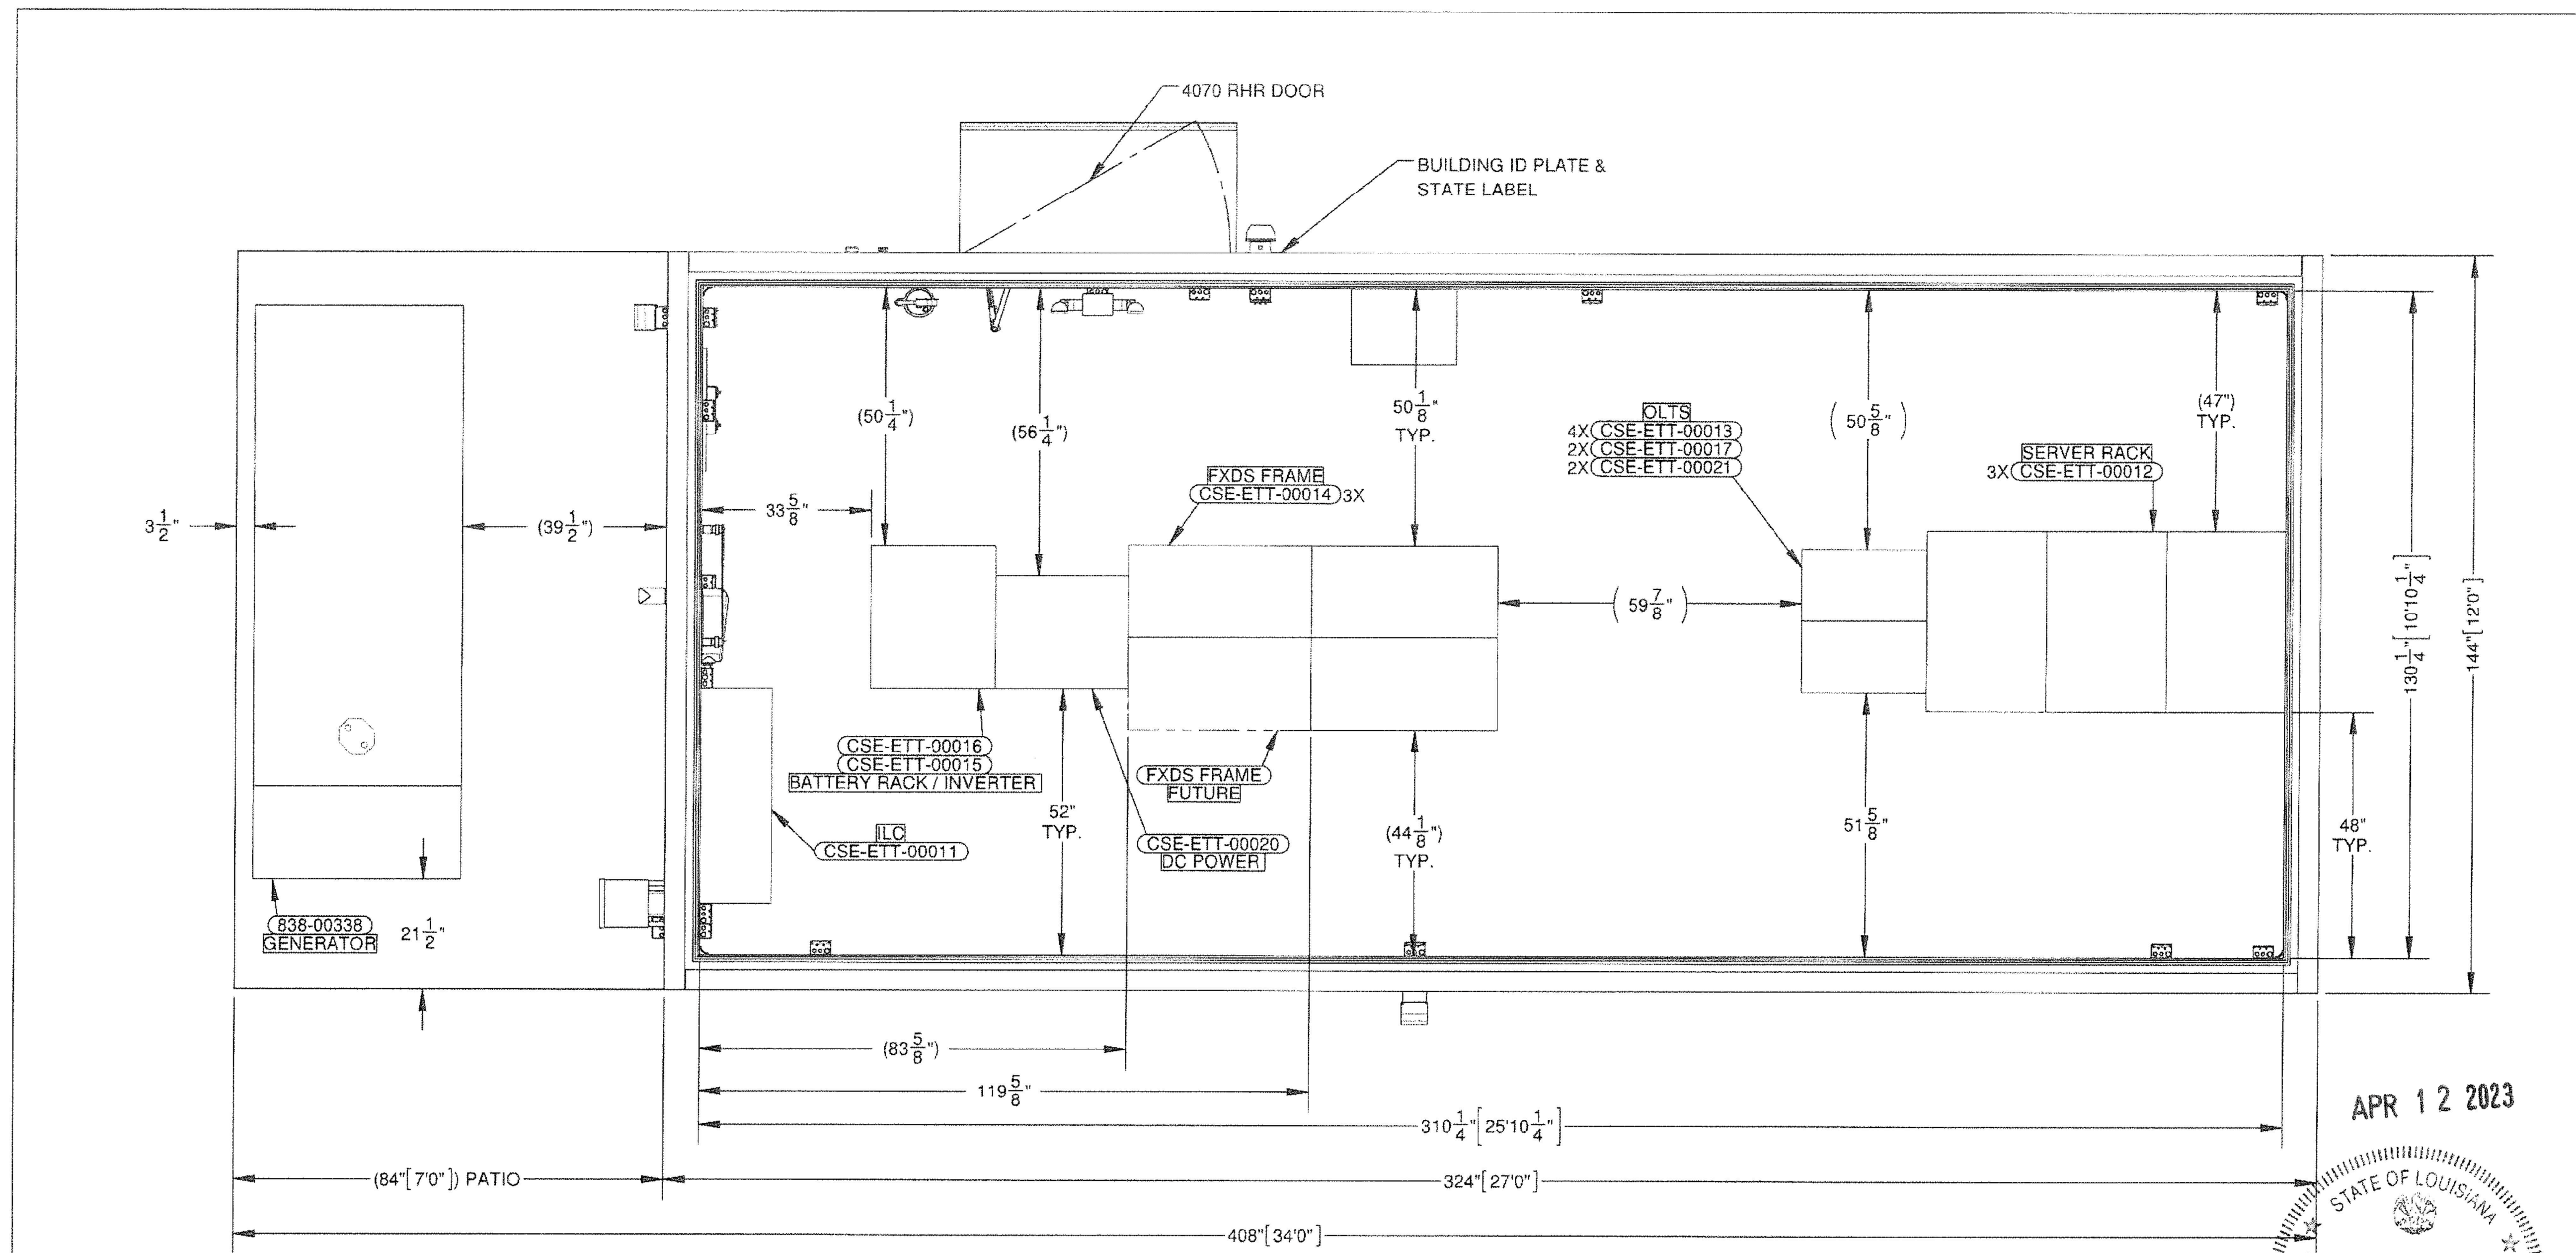 4070 RHR DOOR
BUILDING ID PLATE &
STATE LABEL
(50 1/4")
(56 1/4")
50 1/8"
TYP.
OLTS
4X CSE-ETT-00013
2X CSE-ETT-00017
2X CSE-ETT-00021
(50 5/8")
(47")
TYP.
SERVER RACK
3X CSE-ETT-00012
FXDS FRAME
CSE-ETT-00014 3X
3 1/2"
(39 1/2")
33 5/8"
(59 7/8")
130 1/4" [10'10 1/4"]
144" [12'0"]
CSE-ETT-00016
CSE-ETT-00015
BATTERY RACK / INVERTER
FXDS FRAME
FUTURE
52"
TYP.
ILC
CSE-ETT-00011
CSE-ETT-00020
DC POWER
(44 1/8")
TYP.
51 5/8"
48"
TYP.
838-00338
GENERATOR
21 1/2"
(83 5/8")
119 5/8"
310 1/4" [25'10 1/4"]
APR 12 2023
(84" [7'0"]) PATIO
324" [27'0"]
STATE OF LOUISIANA
408" [34'0"]